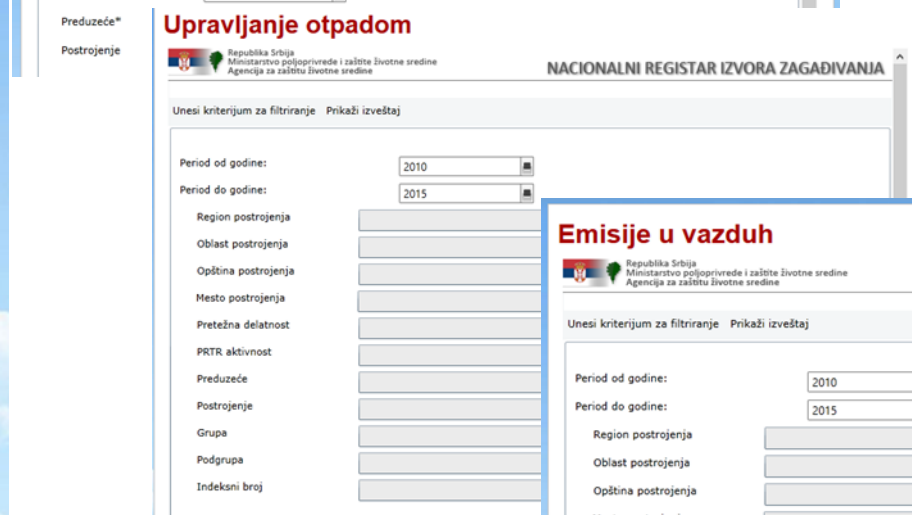 Preduzeće*
Postrojenje
Upravljanje otpadom
Republika Srbija
Ministarstvo poljoprivrede i zaštite životne sredine
Agencija za zaštitu životne sredine
NACIONALNI REGISTAR IZVORA ZAGAĐIVANJA
Unesi kriterijum za filtriranje Prikaži izveštaj
Period od godine: 2010
Period do godine: 2015
Region postrojenja
Oblast postrojenja
Opština postrojenja
Mesto postrojenja
Pretežna delatnost
PRTR aktivnost
Preduzeće
Postrojenje
Grupa
Podgrupa
Indeksni broj
Emisije u vazduh
Republika Srbija
Ministarstvo poljoprivrede i zaštite životne sredine
Agencija za zaštitu životne sredine
Unesi kriterijum za filtriranje Prikaži izveštaj
Period od godine: 2010
Period do godine: 2015
Region postrojenja
Oblast postrojenja
Opština postrojenja